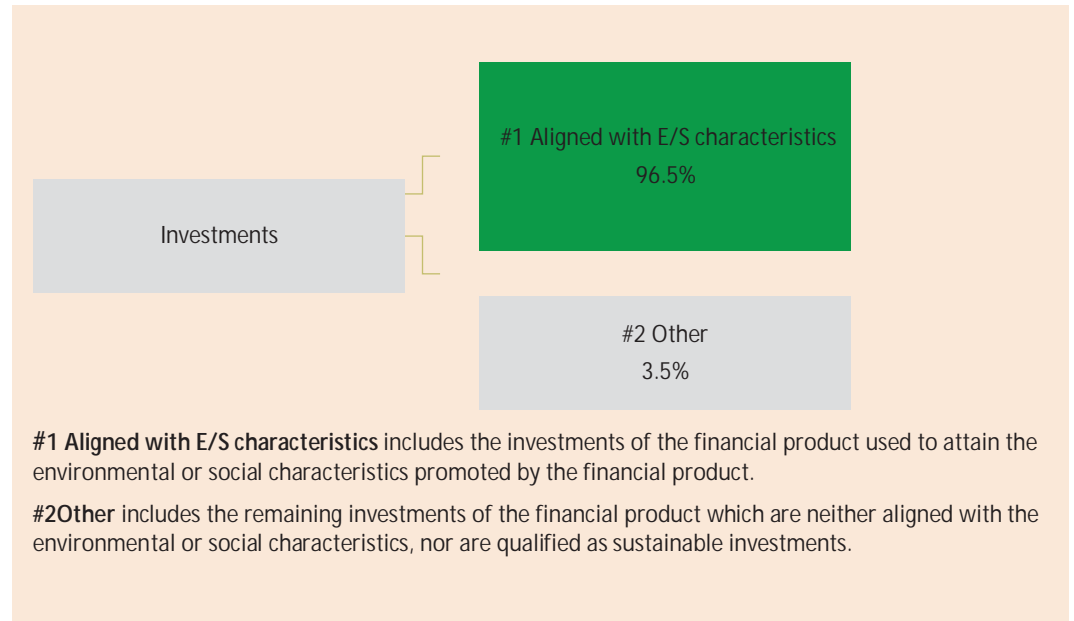 #1 Aligned with E/S characteristics
96.5%
Investments
#2 Other
3.5%
#1 Aligned with E/S characteristics includes the investments of the financial product used to attain the
environmental or social characteristics promoted by the financial product.
#2Other includes the remaining investments of the financial product which are neither aligned with the
environmental or social characteristics, nor are qualified as sustainable investments.